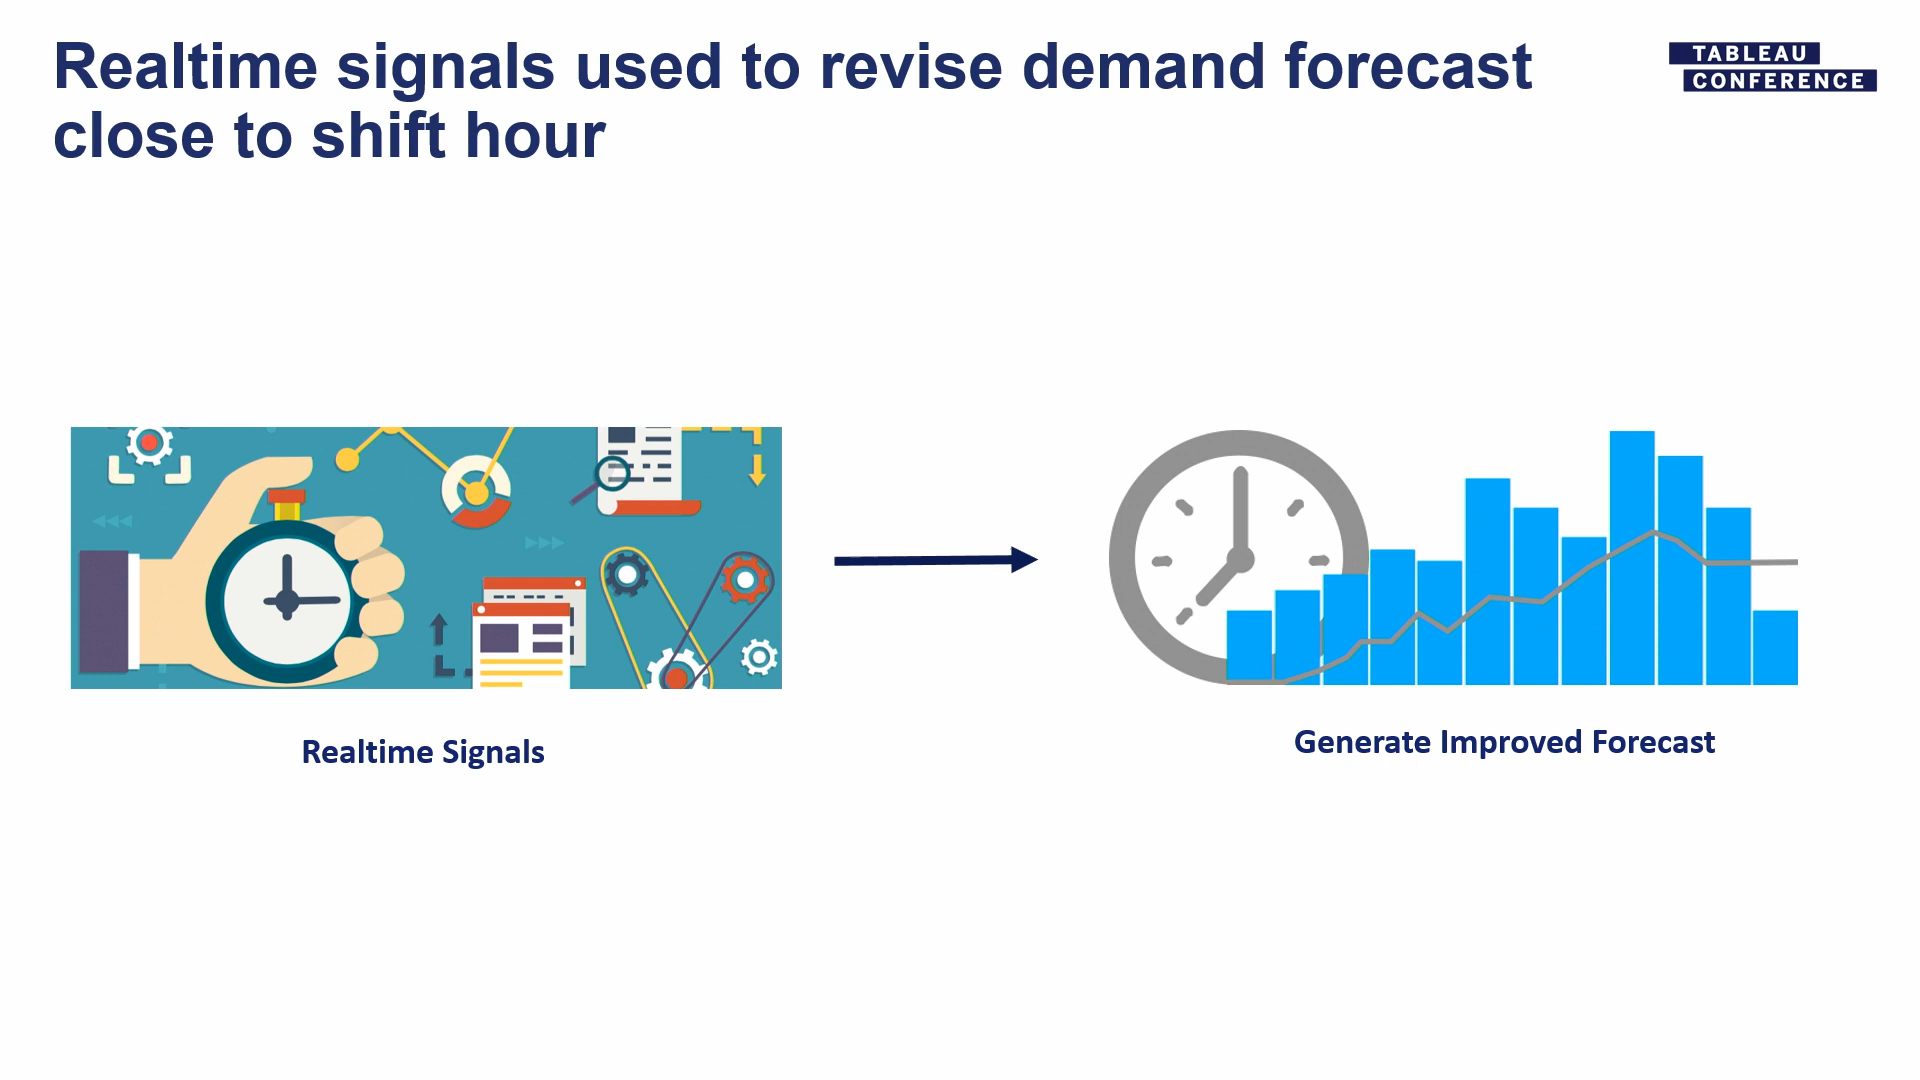 Realtime signals used to revise demand forecast
close to shift hour
TABLEAU
CONFERENCE
Realtime Signals
Generate Improved Forecast